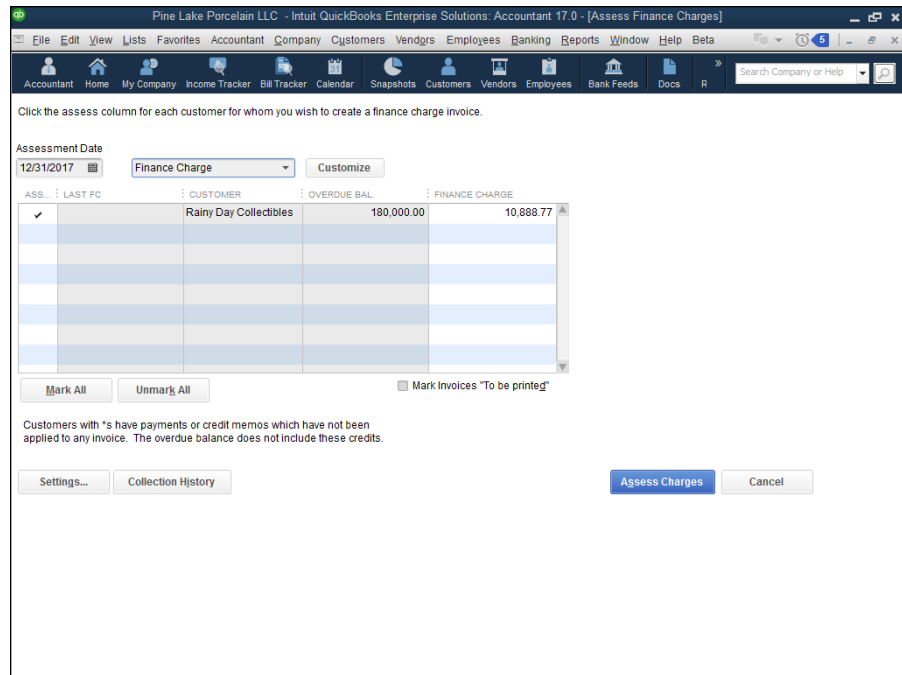 Pine Lake Porcelain LLC - Intuit QuickBooks Enterprise Solutions: Accountant 17.0 - [Assess Finance Charges]
File Edit View Lists Favorites Accountant Company Customers Vendors Employees Banking Reports Window Help Beta 5
Accountant Home My Company Income Tracker Bill Tracker Calendar Snapshots Customers Vendors Employees Bank Feeds Docs R » Search Company or Help
Click the assess column for each customer for whom you wish to create a finance charge invoice.
Assessment Date
12/31/2017 Finance Charge Customize
ASS... LAST FC CUSTOMER OVERDUE BAL. FINANCE CHARGE
✓ Rainy Day Collectibles 180,000.00 10,888.77
Mark All Unmark All Mark Invoices "To be printed"
Customers with *s have payments or credit memos which have not been
applied to any invoice. The overdue balance does not include these credits.
Settings... Collection History Assess Charges Cancel